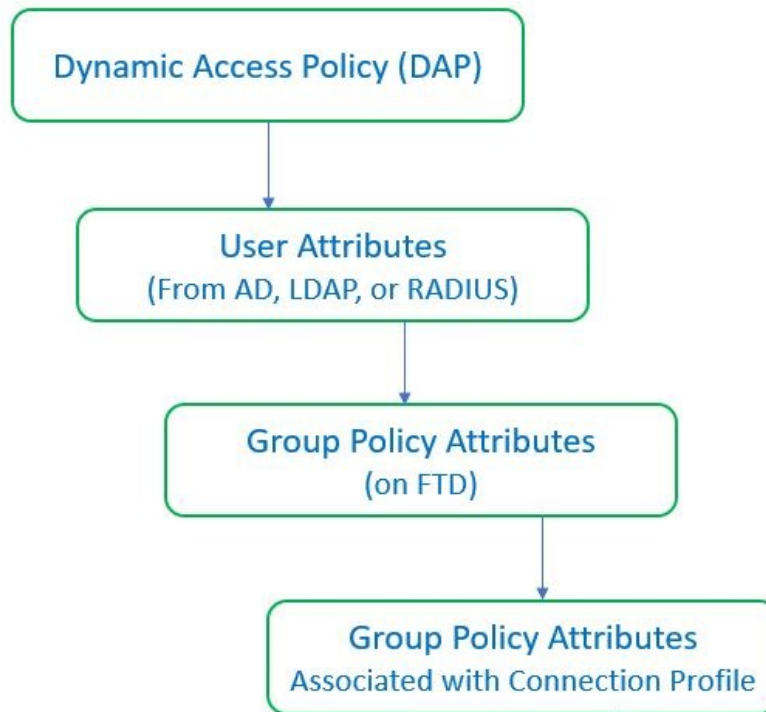 Dynamic Access Policy (DAP)
User Attributes
(From AD, LDAP, or RADIUS)
Group Policy Attributes
(on FTD)
Group Policy Attributes
Associated with Connection Profile